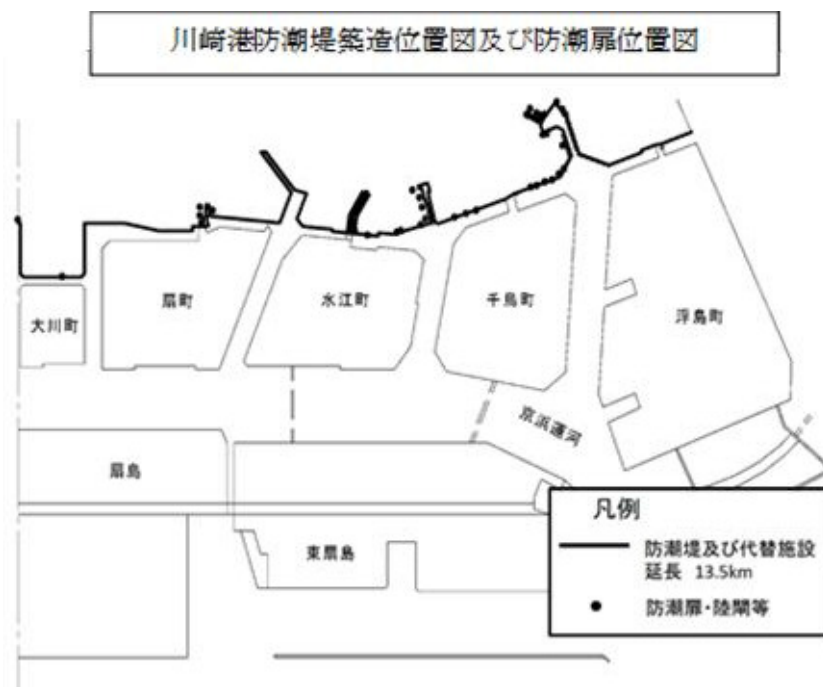 川崎港防潮堤築造位置図及び防潮扉位置図
大川町
扇町
水江町
千鳥町
浮島町
京浜運河
扇島
東扇島
凡例
防潮堤及び代替施設
延長 13.5km
防潮扉・陸閘等